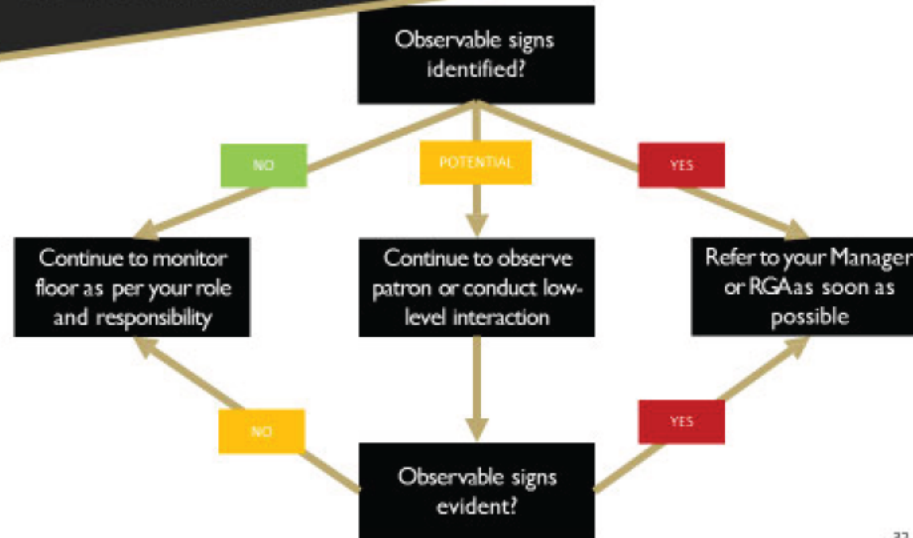 Observable signs
identified?
NO
POTENTIAL
YES
Continue to monitor
floor as per your role
and responsibility
Continue to observe
patron or conduct low-
level interaction
Refer to your Manager
or RGA as soon as
possible
NO
YES
Observable signs
evident?